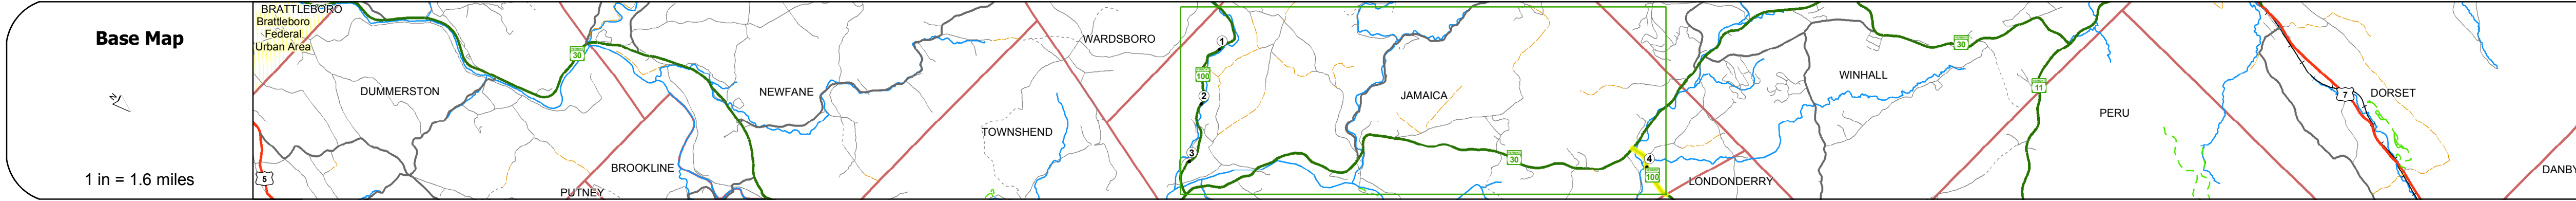 Base Map
N
1 in = 1.6 miles
BRATTLEBORO
Brattleboro
Federal
Urban Area
5
DUMMERSTON
30
PUTNEY
BROOKLINE
NEWFANE
TOWNSHEND
WARDSBORO
1
100
2
3
JAMAICA
30
4
100
LONDONDERRY
WINHALL
30
11
PERU
7
DORSET
DANBY